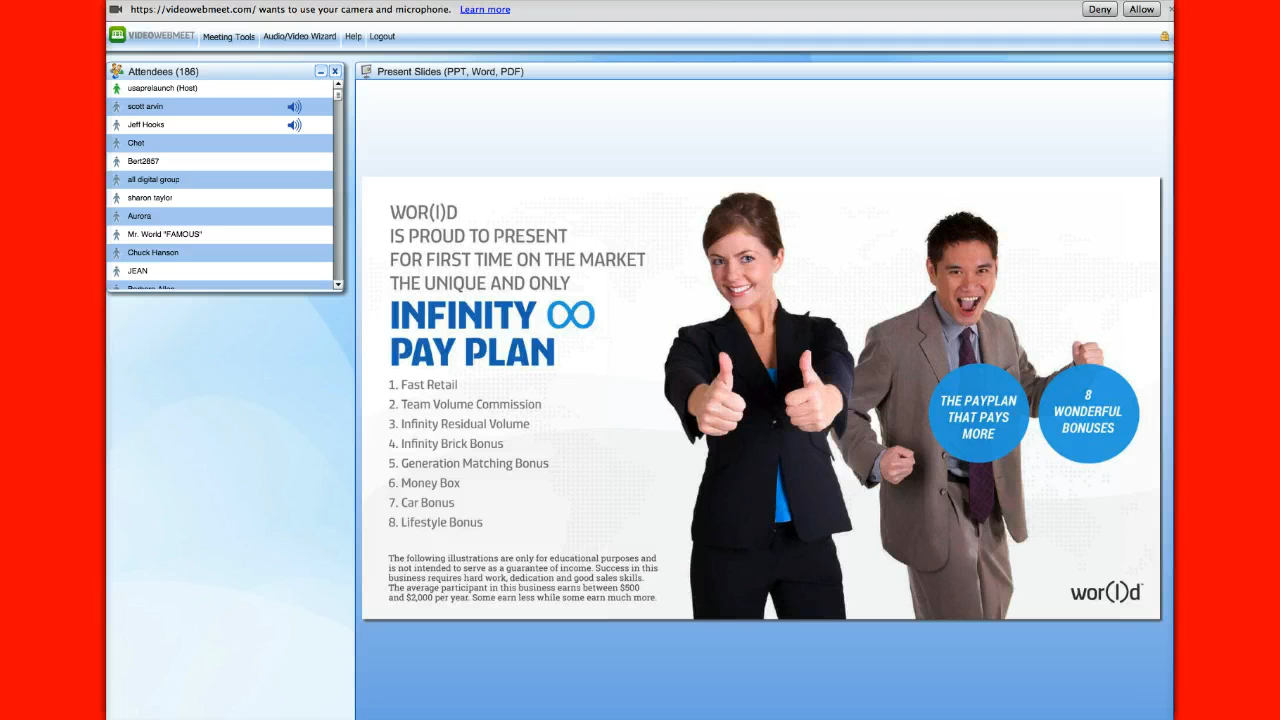 https://videowebmeet.com/ wants to use your camera and microphone. Learn more
Deny
Allow
VIDEOWEBMEET
Meeting Tools
Audio/Video Wizard
Help
Logout
Attendees (186)
usaprelaunch (Host)
scott arvin
Jeff Hooks
Chet
Bert2857
all digital group
sharon taylor
Aurora
Mr. World "FAMOUS"
Chuck Hanson
JEAN
Present Slides (PPT, Word, PDF)
WOR(I)D
IS PROUD TO PRESENT
FOR FIRST TIME ON THE MARKET
THE UNIQUE AND ONLY
INFINITY ∞
PAY PLAN
1. Fast Retail
2. Team Volume Commission
3. Infinity Residual Volume
4. Infinity Brick Bonus
5. Generation Matching Bonus
6. Money Box
7. Car Bonus
8. Lifestyle Bonus
The following illustrations are only for educational purposes and
is not intended to serve as a guarantee of income. Success in this
business requires hard work, dedication and good sales skills.
The average participant in this business earns between $500
and $2,000 per year. Some earn less while some earn much more.
THE PAYPLAN
THAT PAYS
MORE
8
WONDERFUL
BONUSES
wor(l)d™